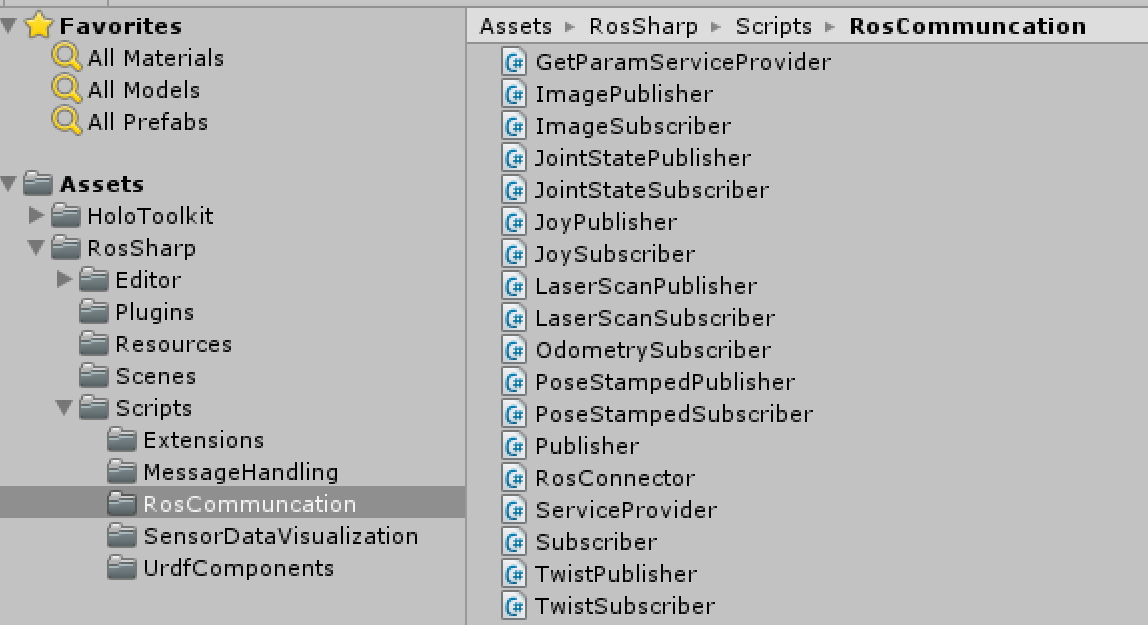 Favorites
All Materials
All Models
All Prefabs
Assets
HoloToolkit
RosSharp
Editor
Plugins
Resources
Scenes
Scripts
Extensions
MessageHandling
RosCommuncation
SensorDataVisualization
UrdfComponents
Assets RosSharp Scripts RosCommuncation
GetParamServiceProvider
ImagePublisher
ImageSubscriber
JointStatePublisher
JointStateSubscriber
JoyPublisher
JoySubscriber
LaserScanPublisher
LaserScanSubscriber
OdometrySubscriber
PoseStampedPublisher
PoseStampedSubscriber
Publisher
RosConnector
ServiceProvider
Subscriber
TwistPublisher
TwistSubscriber